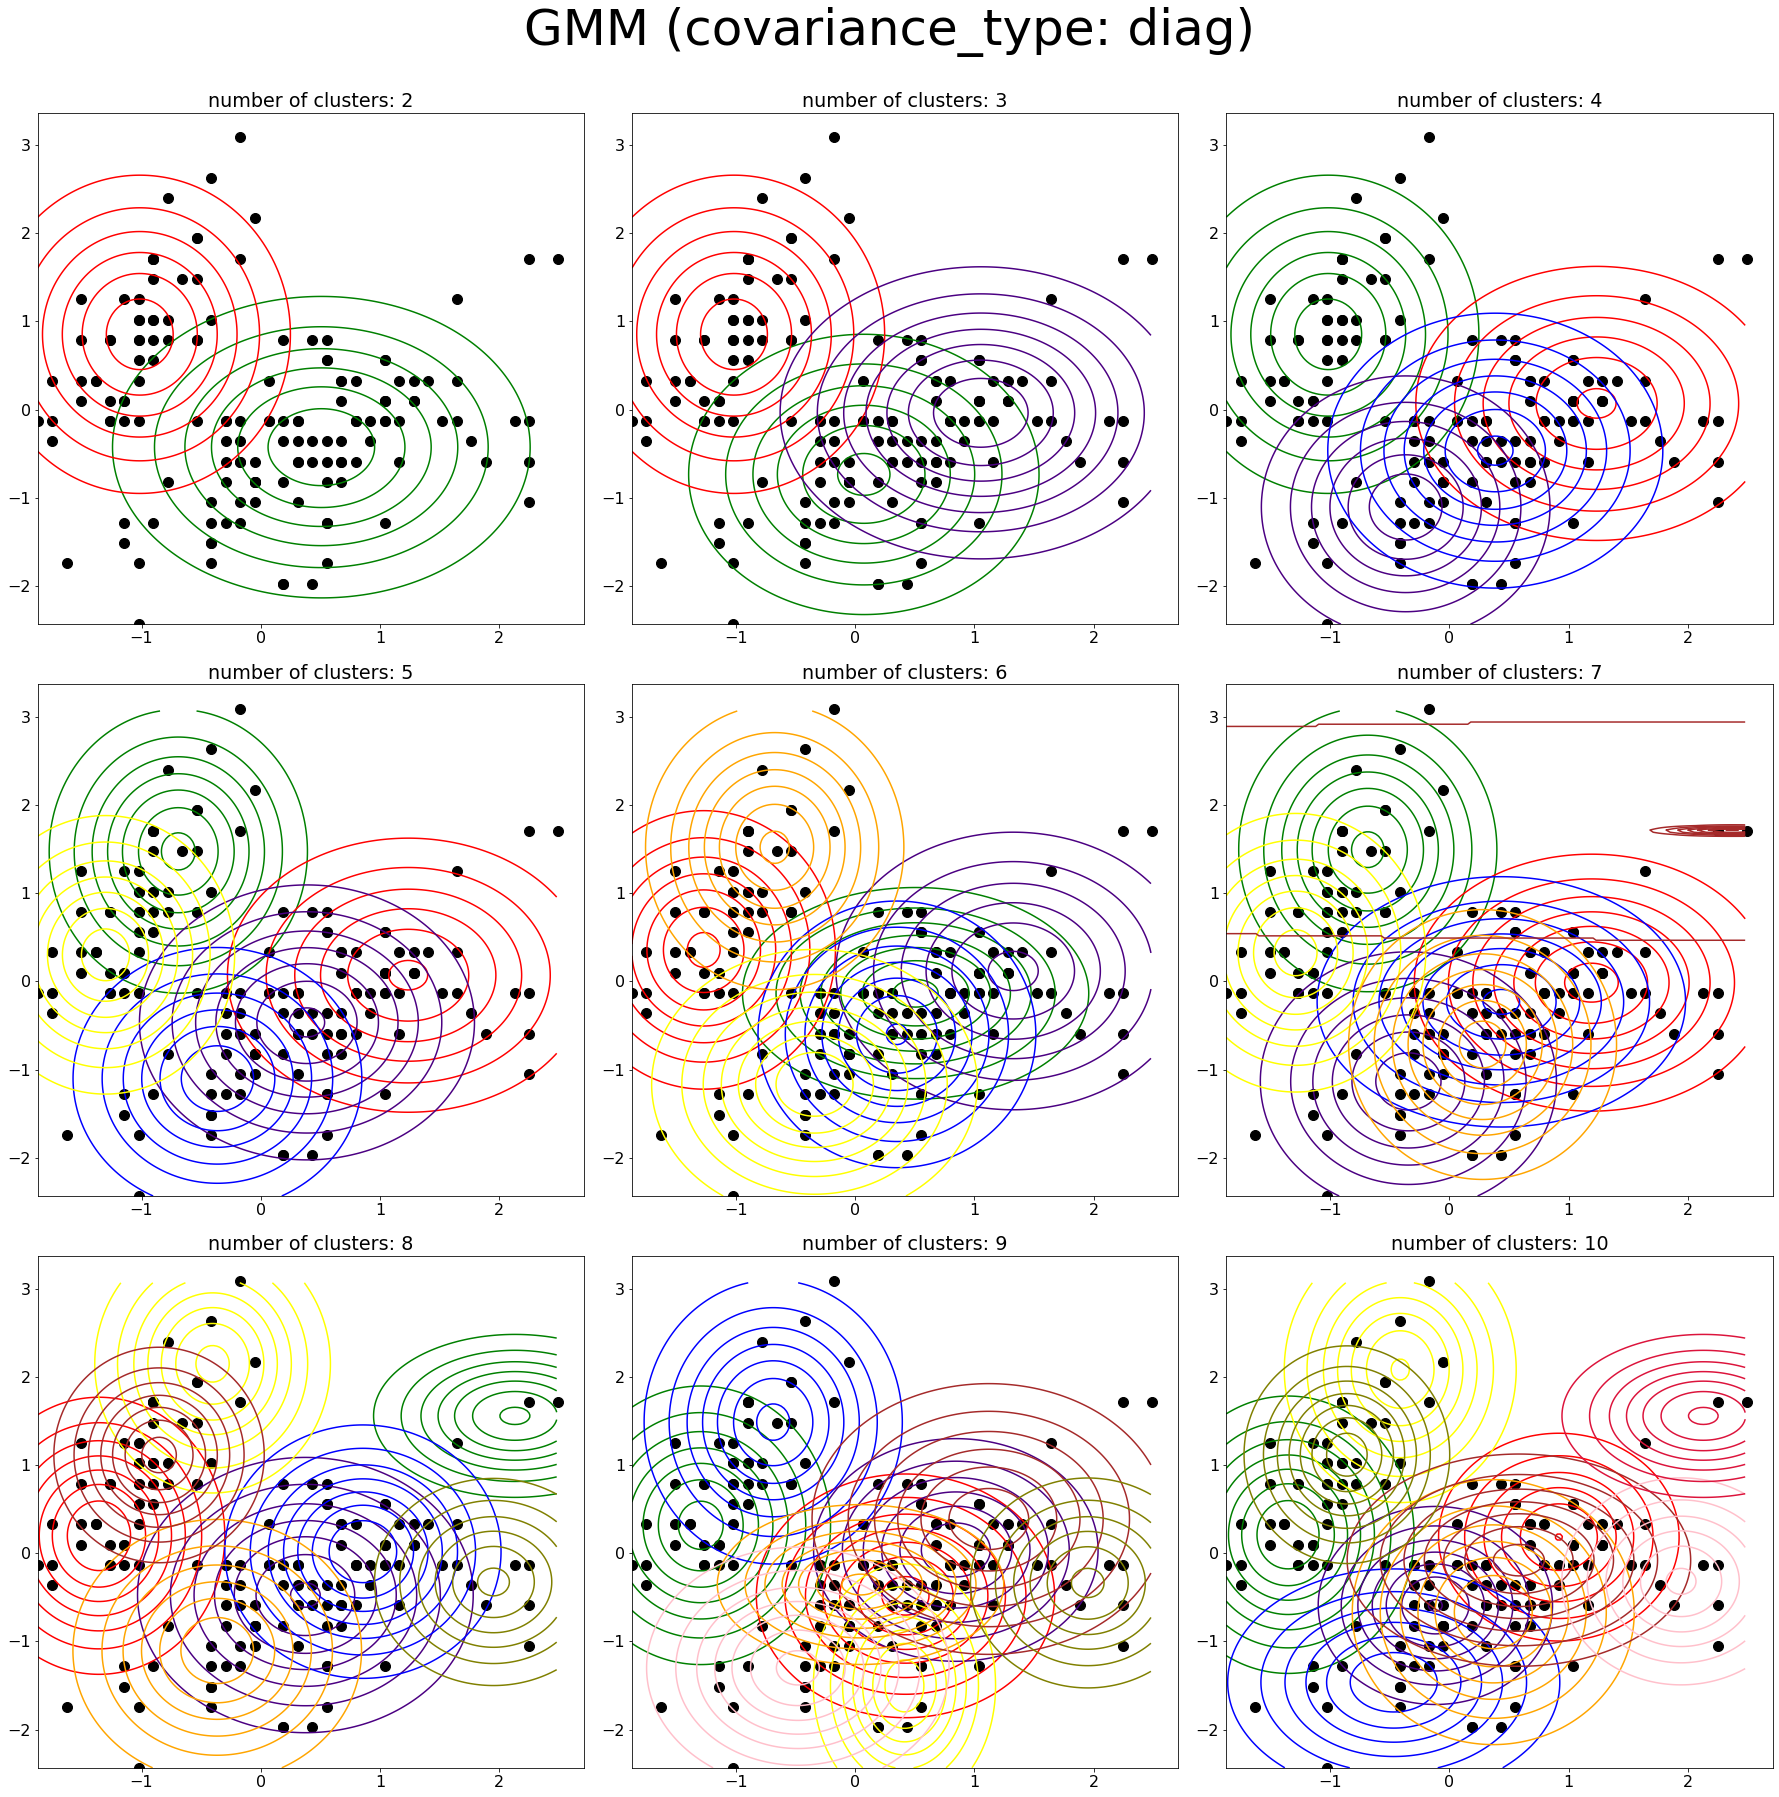 GMM (covariance_type: diag)
number of clusters: 2
number of clusters: 3
number of clusters: 4
3
2
1
0
−1
−2
−1 0 1 2
3
2
1
0
−1
−2
−1 0 1 2
3
2
1
0
−1
−2
−1 0 1 2
number of clusters: 5
number of clusters: 6
number of clusters: 7
3
2
1
0
−1
−2
−1 0 1 2
3
2
1
0
−1
−2
−1 0 1 2
3
2
1
0
−1
−2
−1 0 1 2
number of clusters: 8
number of clusters: 9
number of clusters: 10
3
2
1
0
−1
−2
−1 0 1 2
3
2
1
0
−1
−2
−1 0 1 2
3
2
1
0
−1
−2
−1 0 1 2